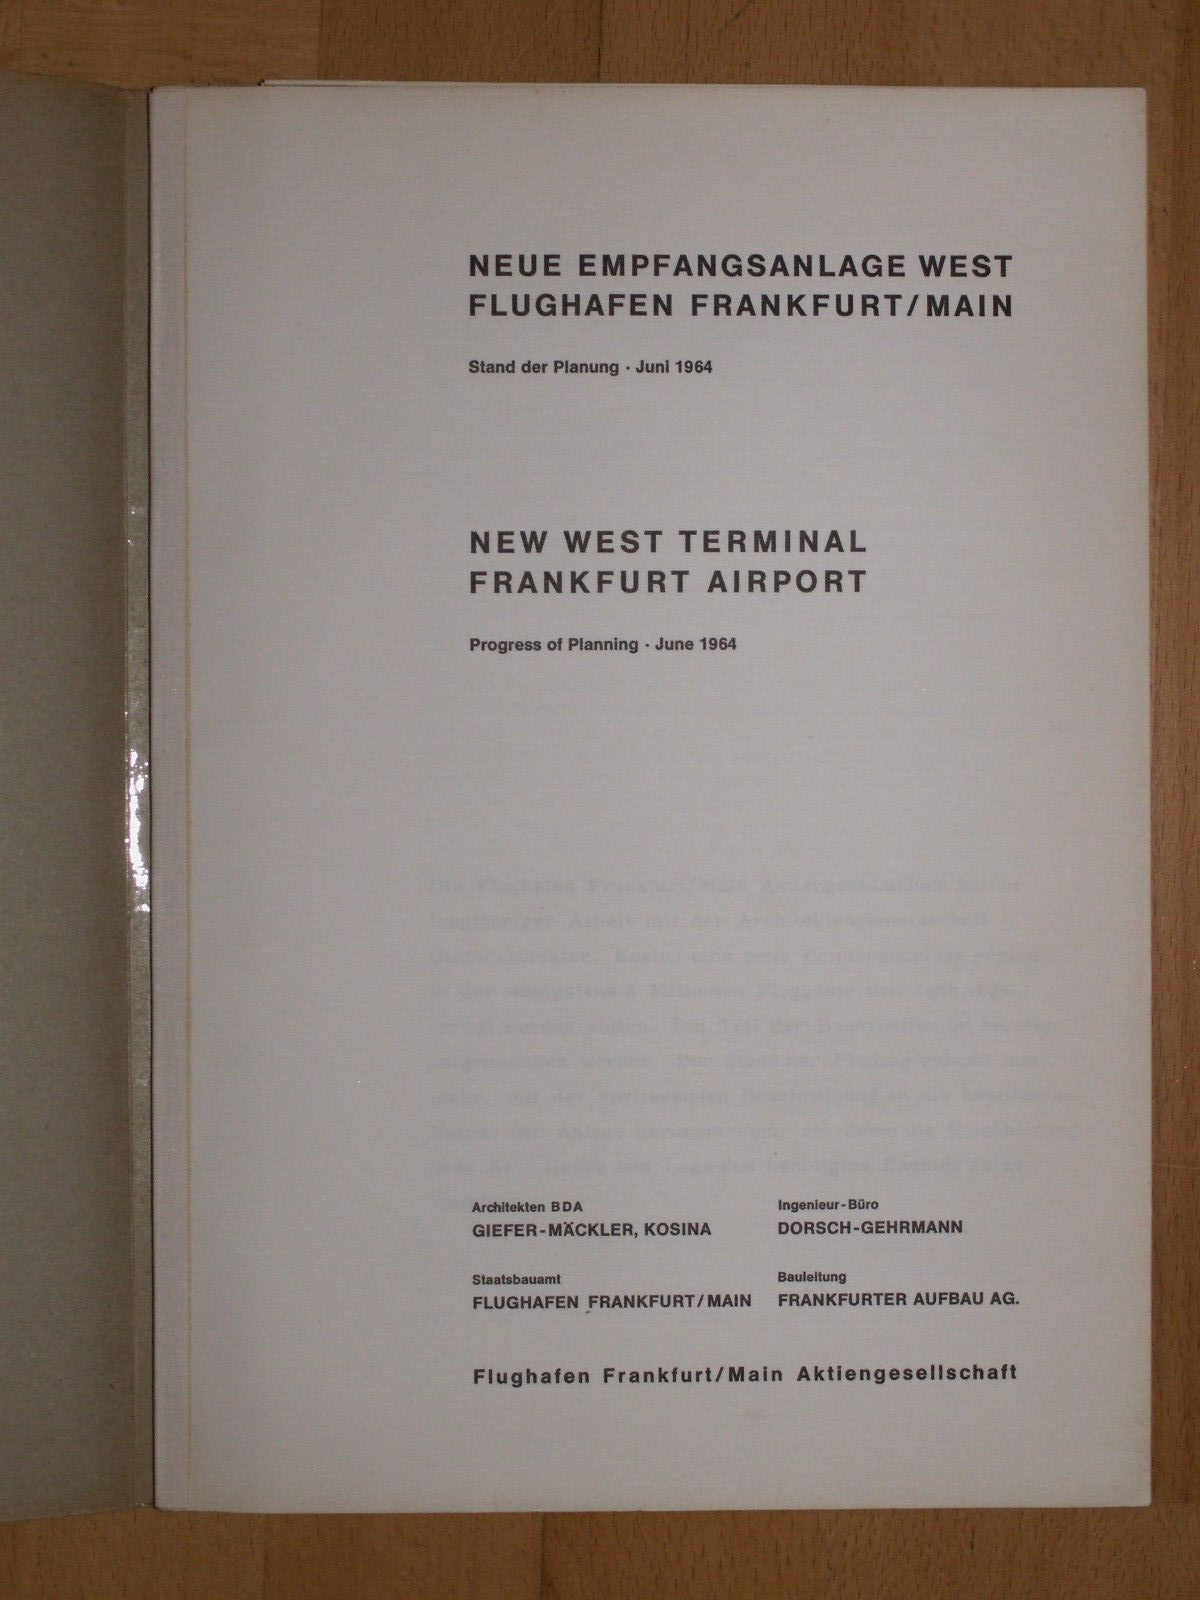 NEUE EMPFANGSANLAGE WEST
FLUGHAFEN FRANKFURT/MAIN
Stand der Planung · Juni 1964
NEW WEST TERMINAL
FRANKFURT AIRPORT
Progress of Planning · June 1964
Architekten BDA
GIEFER-MÄCKLER, KOSINA
Ingenieur-Büro
DORSCH-GEHRMANN
Staatsbauamt
FLUGHAFEN FRANKFURT/MAIN
Bauleitung
FRANKFURTER AUFBAU AG.
Flughafen Frankfurt/Main Aktiengesellschaft